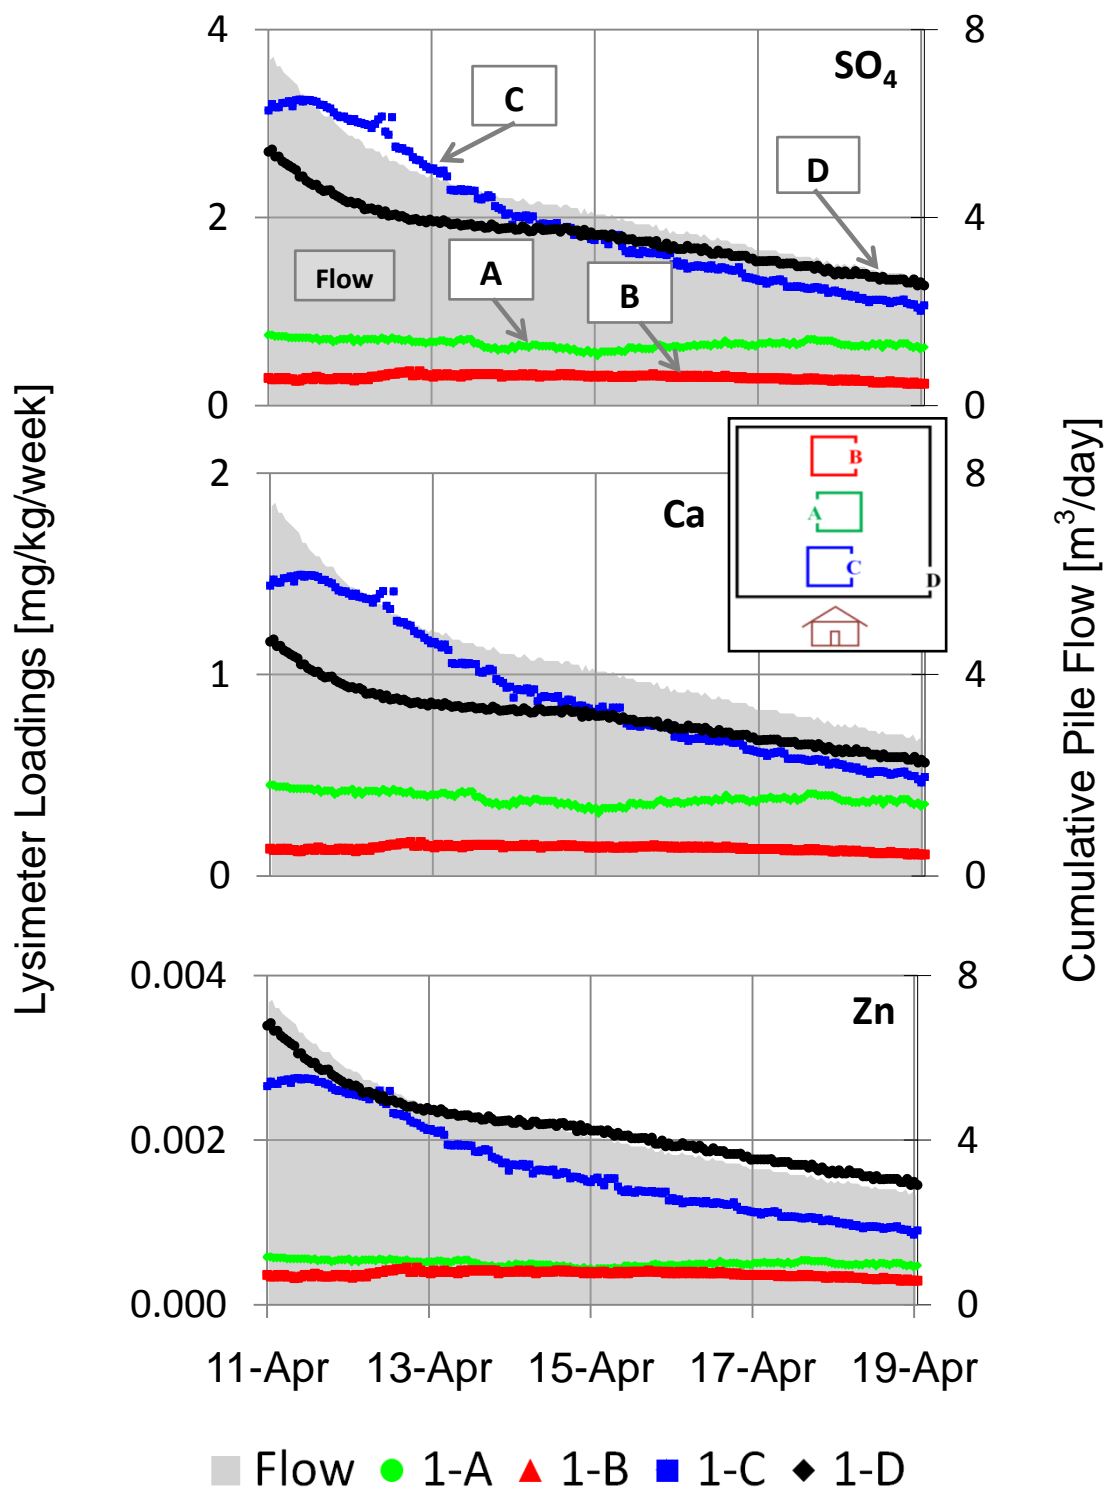 4
8
SO₄
C
D
2
4
A
Flow
B
0
0
2
8
Ca
B
A
C
D
1
4
0
0
0.004
8
Zn
0.002
4
0.000
0
11-Apr 13-Apr 15-Apr 17-Apr 19-Apr
Lysimeter Loadings [mg/kg/week]
Cumulative Pile Flow [m³/day]
Flow 1-A 1-B 1-C 1-D